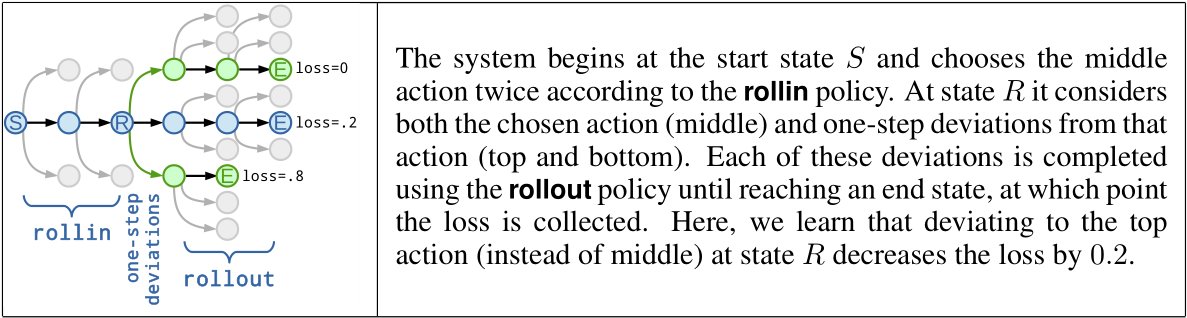 E loss=0
S R E loss=.2
E loss=.8
rollin
one-step
deviations
rollout
The system begins at the start state S and chooses the middle
action twice according to the rollin policy. At state R it considers
both the chosen action (middle) and one-step deviations from that
action (top and bottom). Each of these deviations is completed
using the rollout policy until reaching an end state, at which point
the loss is collected. Here, we learn that deviating to the top
action (instead of middle) at state R decreases the loss by 0.2.